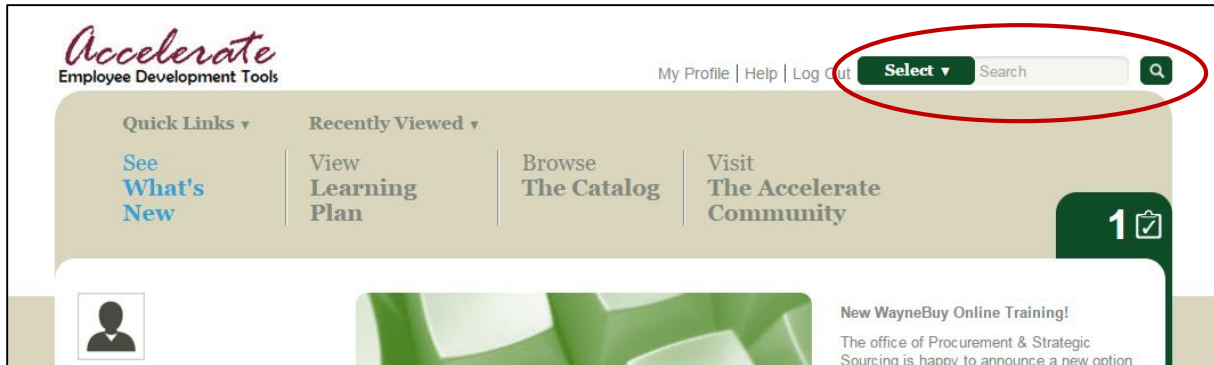 accelerate
Employee Development Tools
My Profile | Help | Log Out Select ▾ Search
Quick Links ▾ Recently Viewed ▾
See
What's
New
View
Learning
Plan
Browse
The Catalog
Visit
The Accelerate
Community
1
New WayneBuy Online Training!
The office of Procurement & Strategic
Sourcing is happy to announce a new option